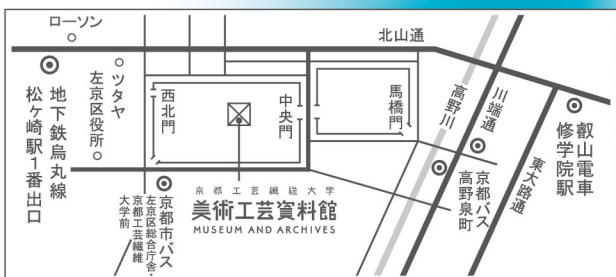 ローソン
北山通
ツタヤ
左京区役所
地下鉄烏丸線
松ヶ崎駅1番出口
西北門
中央門
馬橋門
高野川
川端通
叡山電車
修学院駅
東大路通
京都バス
高野泉町
京都市バス
左京区総合庁舎・
京都工芸繊維
大学前
京都工芸繊維大学
美術工芸資料館
MUSEUM AND ARCHIVES